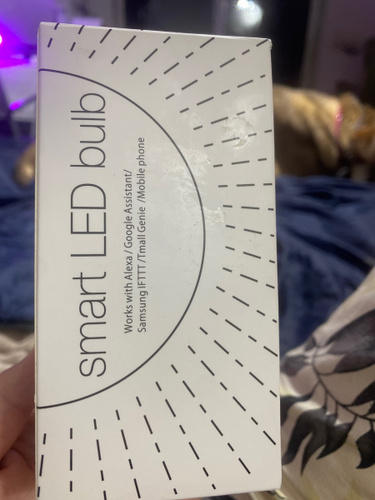 smart LED bulb
Works with Alexa / Google Assistant/
Samsung IFTTT /Tmall Genie /Mobile phone